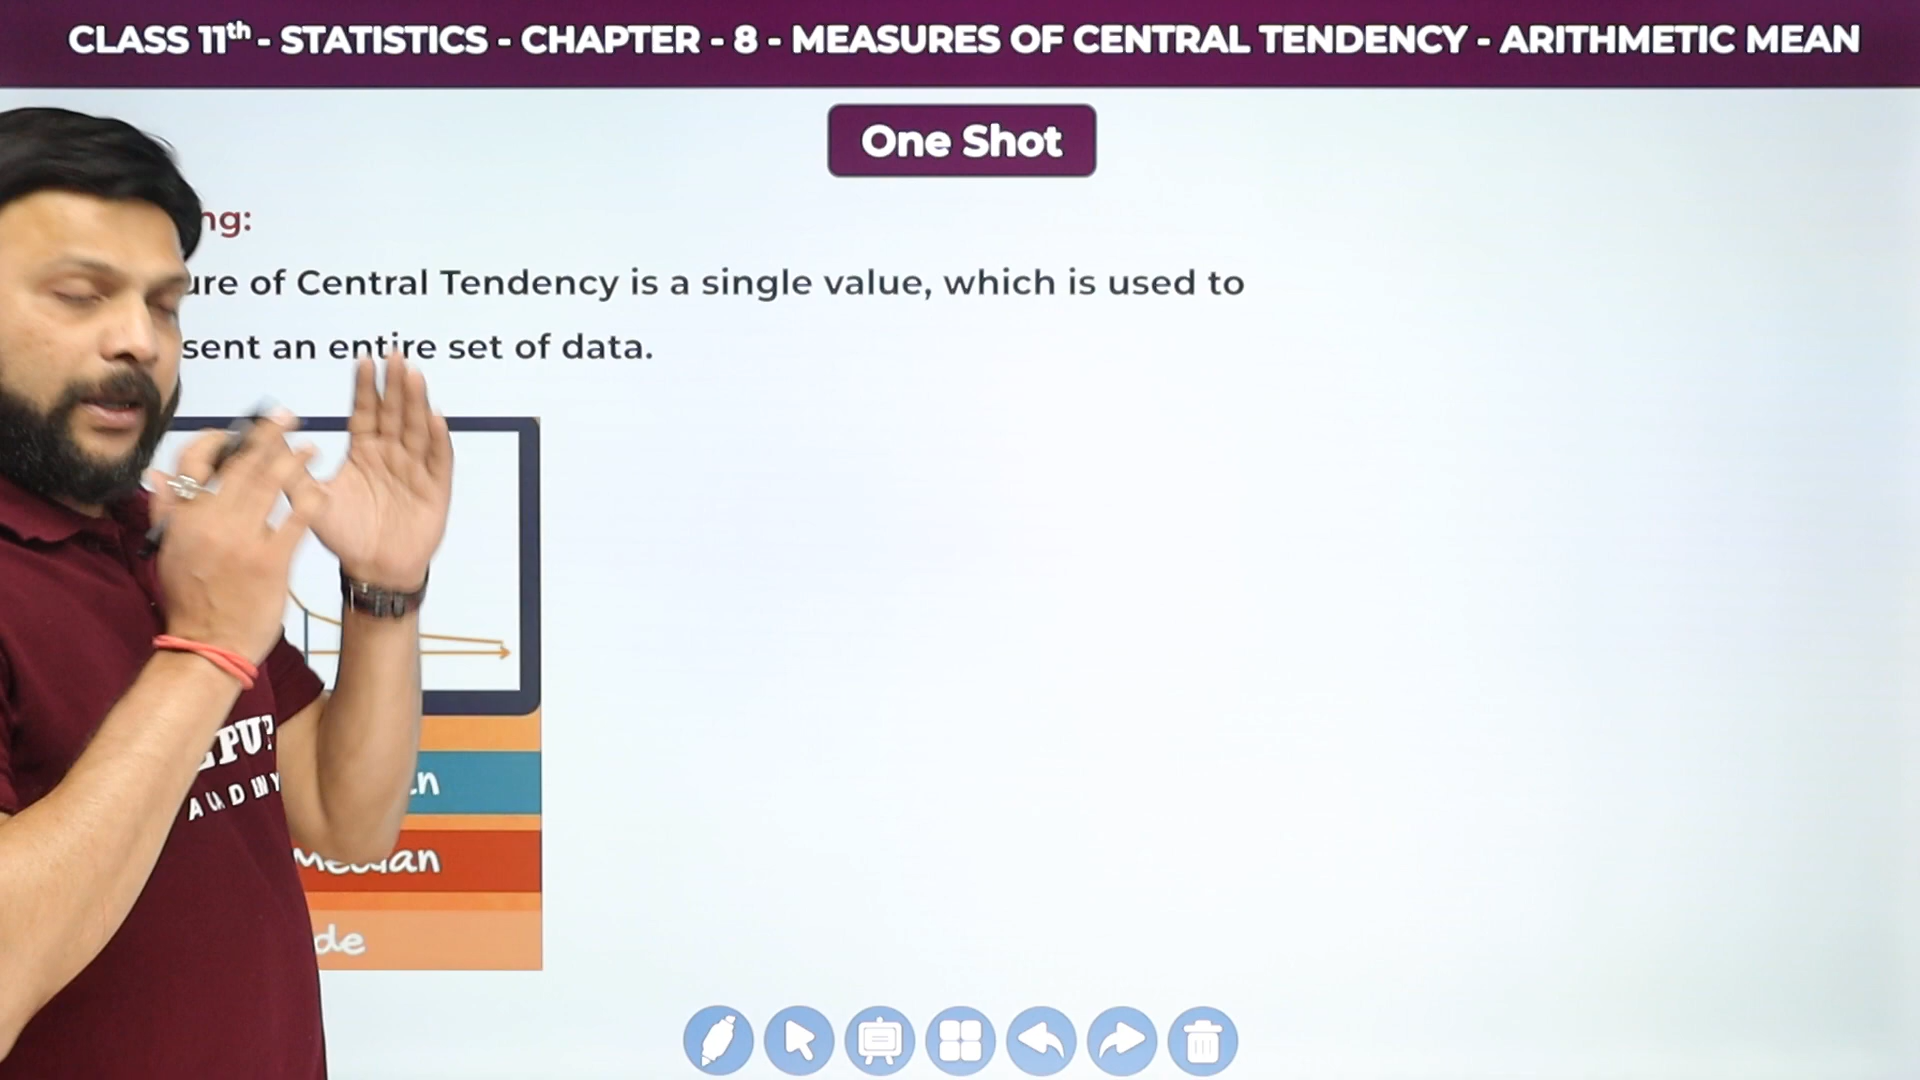 CLASS 11th - STATISTICS - CHAPTER - 8 - MEASURES OF CENTRAL TENDENCY - ARITHMETIC MEAN
One Shot
ng:
ure of Central Tendency is a single value, which is used to
sent an entire set of data.
Median
de